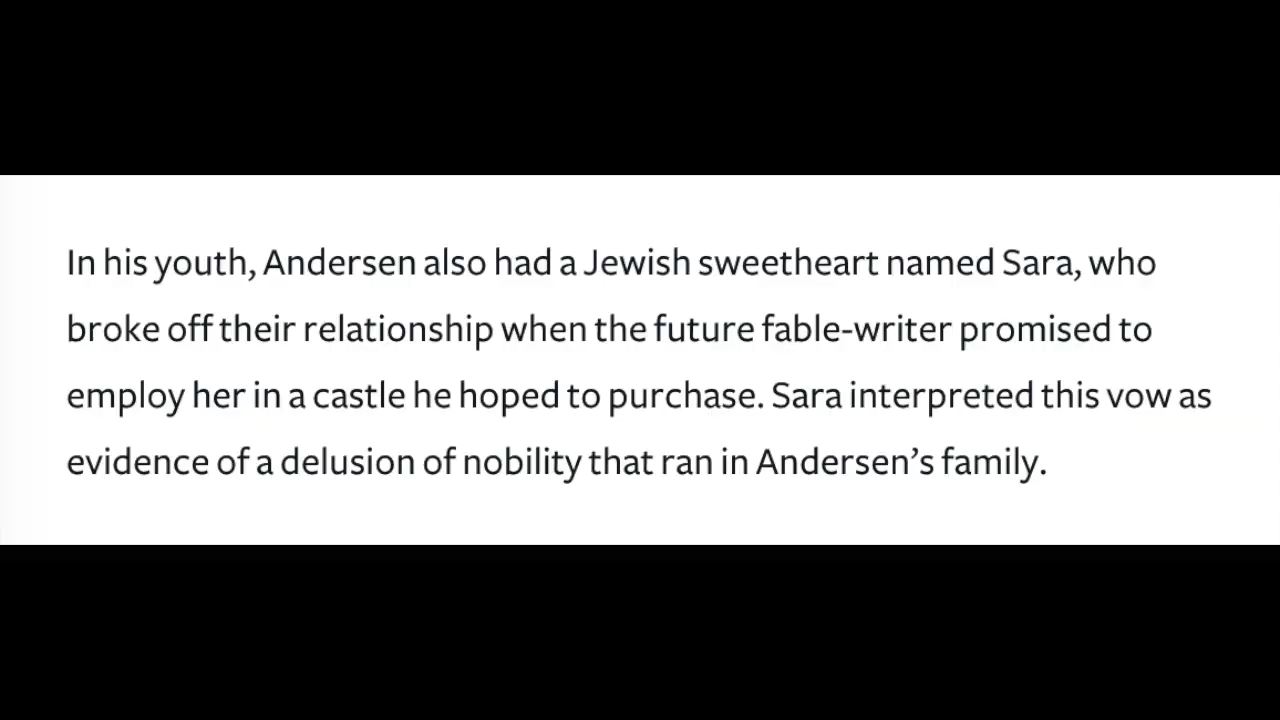 In his youth, Andersen also had a Jewish sweetheart named Sara, who
broke off their relationship when the future fable-writer promised to
employ her in a castle he hoped to purchase. Sara interpreted this vow as
evidence of a delusion of nobility that ran in Andersen’s family.